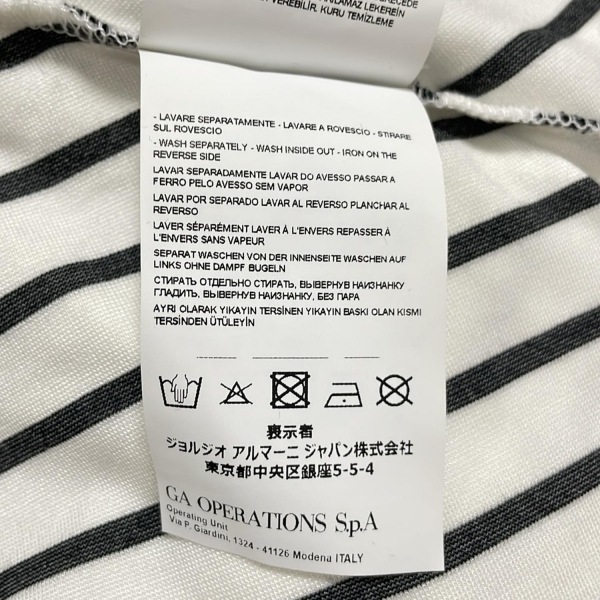 LEKEREİN
VEREBİLİR. KURU TEMİZLEME
- LAVARE SEPARATAMENTE - LAVARE A ROVESCIO - STIRARE
SUL ROVESCIO
- WASH SEPARATELY - WASH INSIDE OUT - IRON ON THE
REVERSE SIDE
LAVAR SEPARADAMENTE LAVAR DO AVESSO PASSAR A
FERRO PELO AVESSO SEM VAPOR
LAVAR POR SEPARADO LAVAR AL REVERSO PLANCHAR AL
REVERSO
LAVER SÉPARÉMENT LAVER À L'ENVERS REPASSER À
L'ENVERS SANS VAPEUR
SEPARAT WASCHEN VON DER INNENSEITE WASCHEN AUF
LINKS OHNE DAMPF BUGELN
СТИРАТЬ ОТДЕЛЬНО СТИРАТЬ, ВЫВЕРНУВ НАИЗНАНКУ
ГЛАДИТЬ, ВЫВЕРНУВ НАИЗНАНКУ, БЕЗ ПАРА
AYRI OLARAK YIKAYIN TERSİNEN YIKAYIN BASKI OLAN KISMI
TERSİNDEN ÜTÜLEYİN
表示者
ジョルジオ アルマーニ ジャパン株式会社
東京都中央区銀座5-5-4
GA OPERATIONS S.p.A
Operating Unit
Via P. Giardini, 1324 - 41126 Modena ITALY